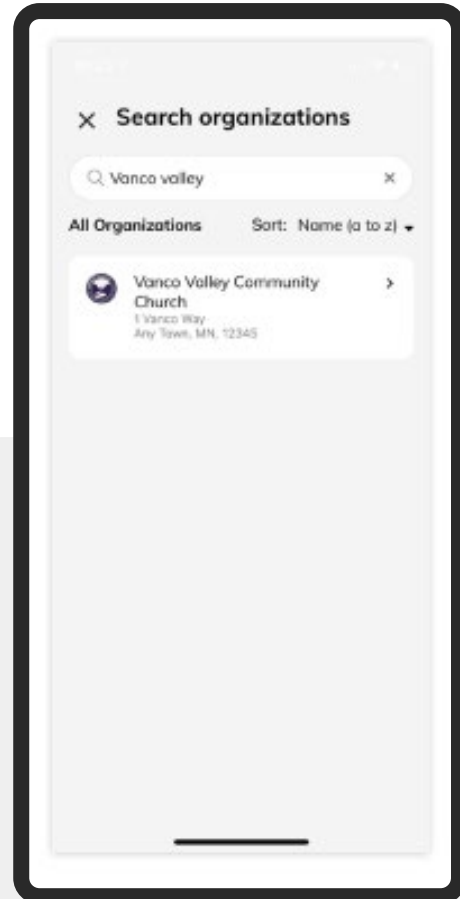 Search organizations
Vanco valley
All Organizations Sort: Name (a to z)
Vanco Valley Community
Church
1 Vanco Way
Any Town, MN, 12345